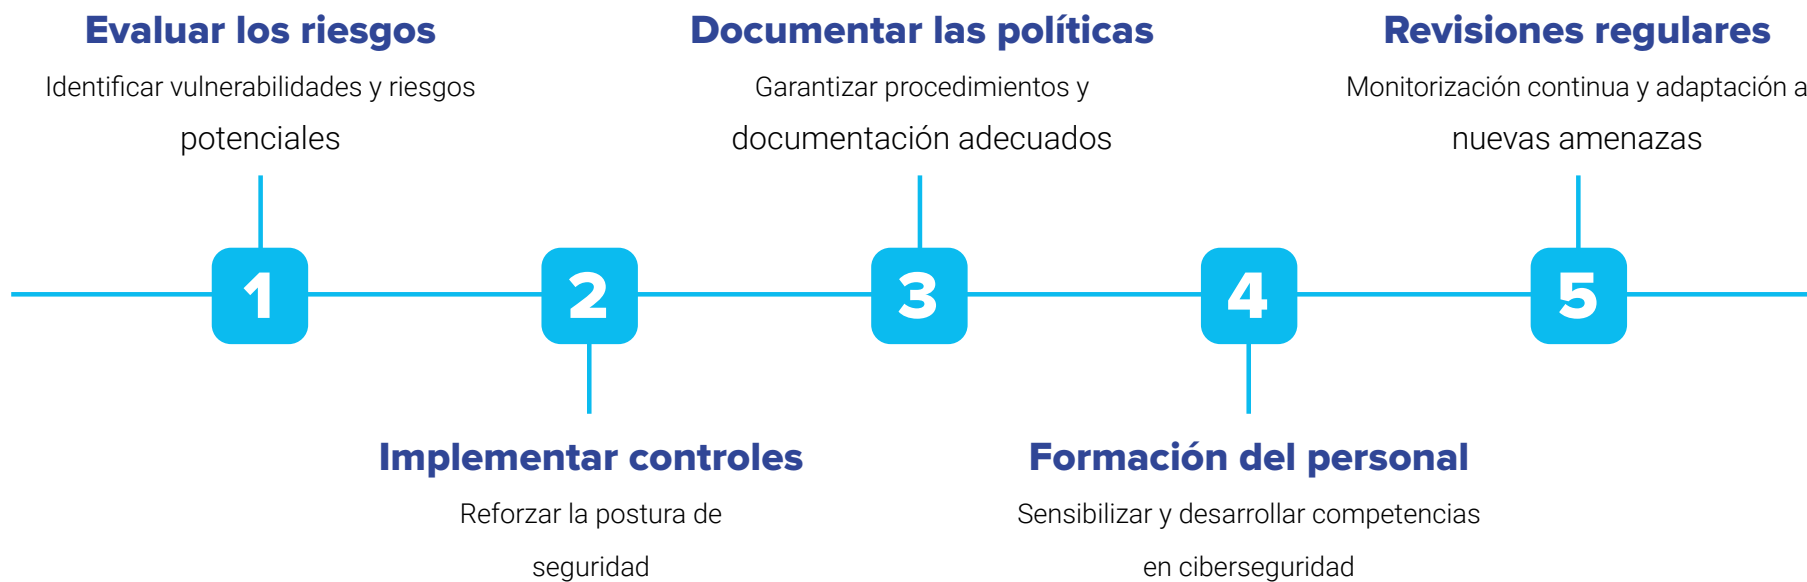 Evaluar los riesgos
Identificar vulnerabilidades y riesgos
potenciales
Documentar las políticas
Garantizar procedimientos y
documentación adecuados
Revisiones regulares
Monitorización continua y adaptación a
nuevas amenazas
1
2
3
4
5
Implementar controles
Reforzar la postura de
seguridad
Formación del personal
Sensibilizar y desarrollar competencias
en ciberseguridad